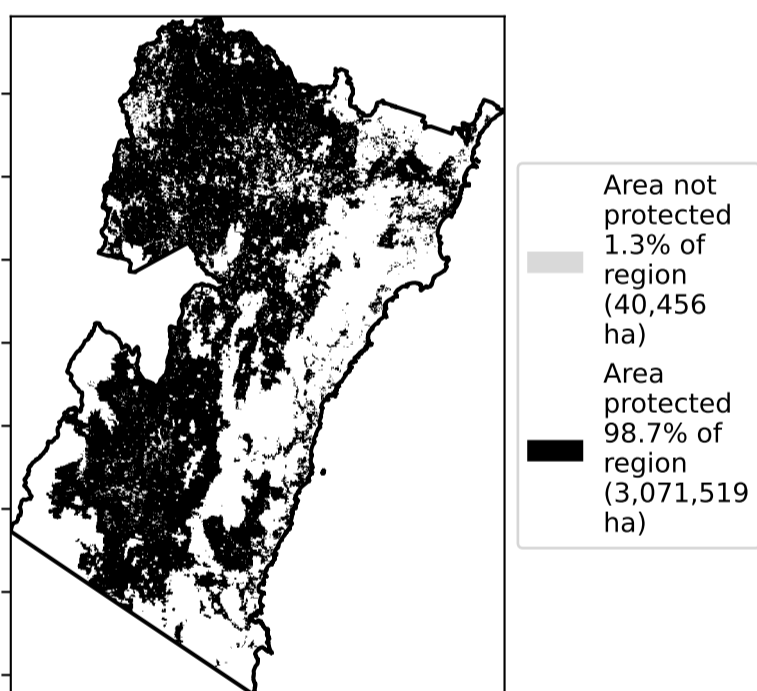 Area not
protected
1.3% of
region
(40,456
ha)
Area
protected
98.7% of
region
(3,071,519
ha)